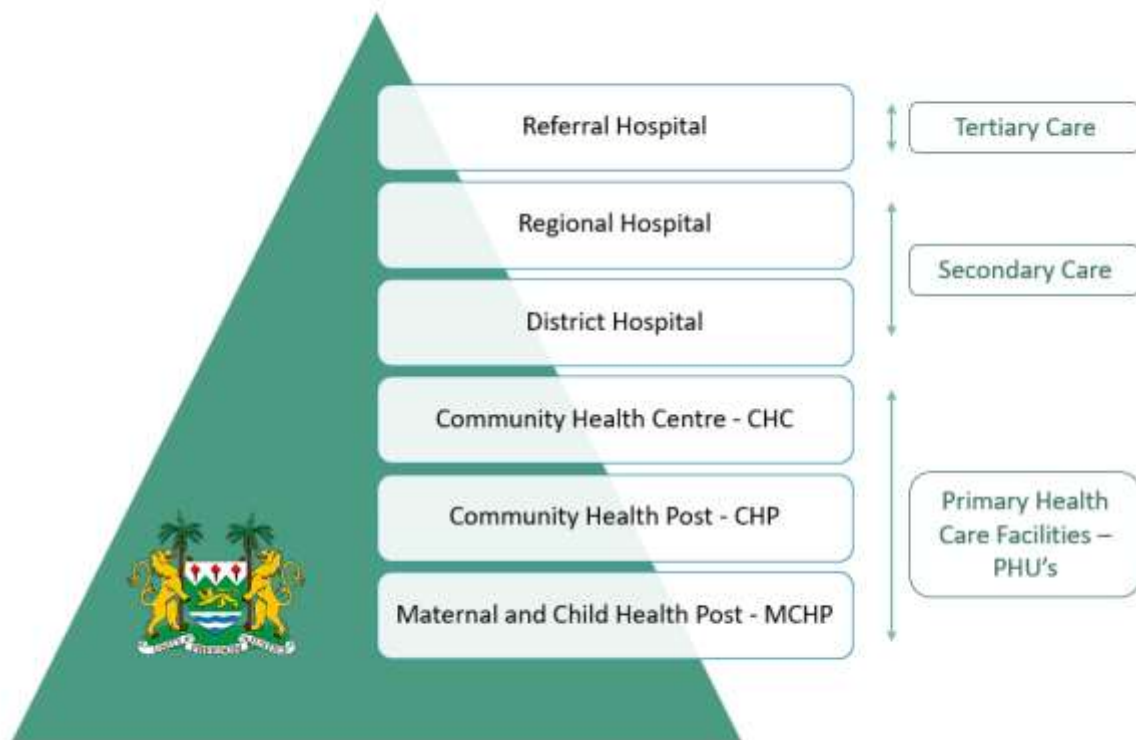 Referral Hospital
Tertiary Care
Regional Hospital
Secondary Care
District Hospital
Community Health Centre - CHC
Community Health Post - CHP
Primary Health
Care Facilities –
PHU's
Maternal and Child Health Post - MCHP